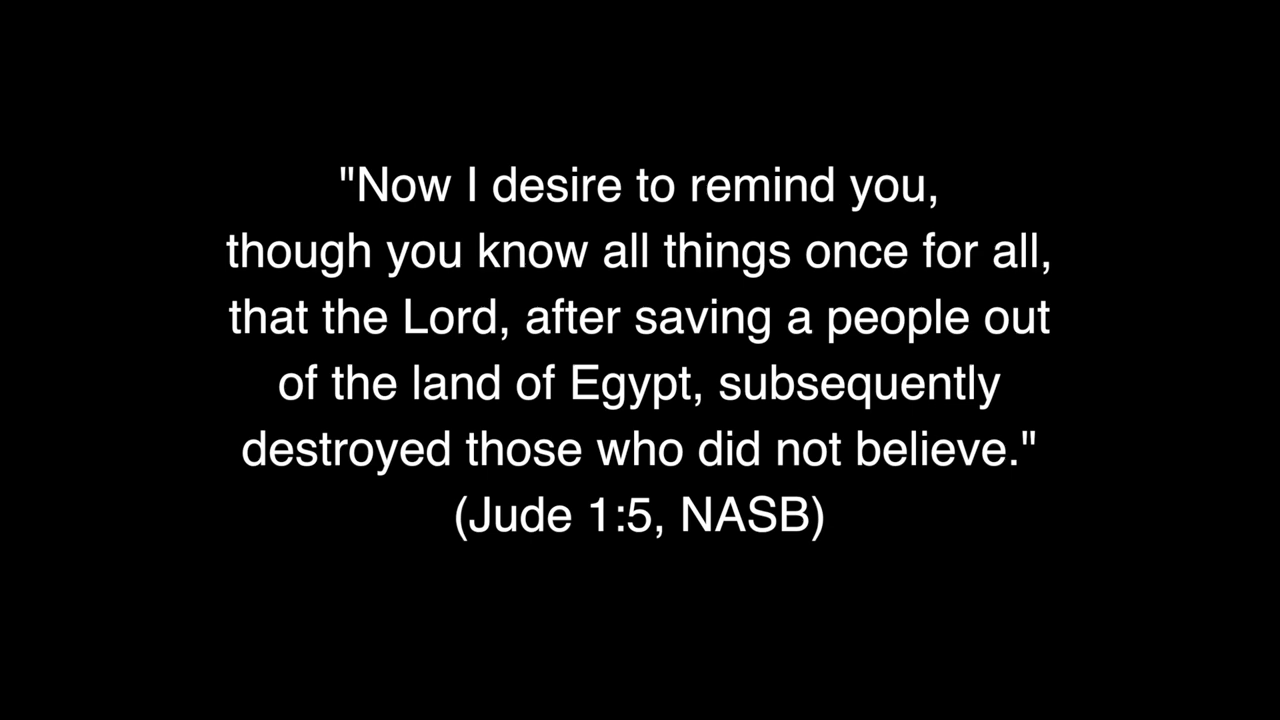 "Now I desire to remind you,
though you know all things once for all,
that the Lord, after saving a people out
of the land of Egypt, subsequently
destroyed those who did not believe."
(Jude 1:5, NASB)